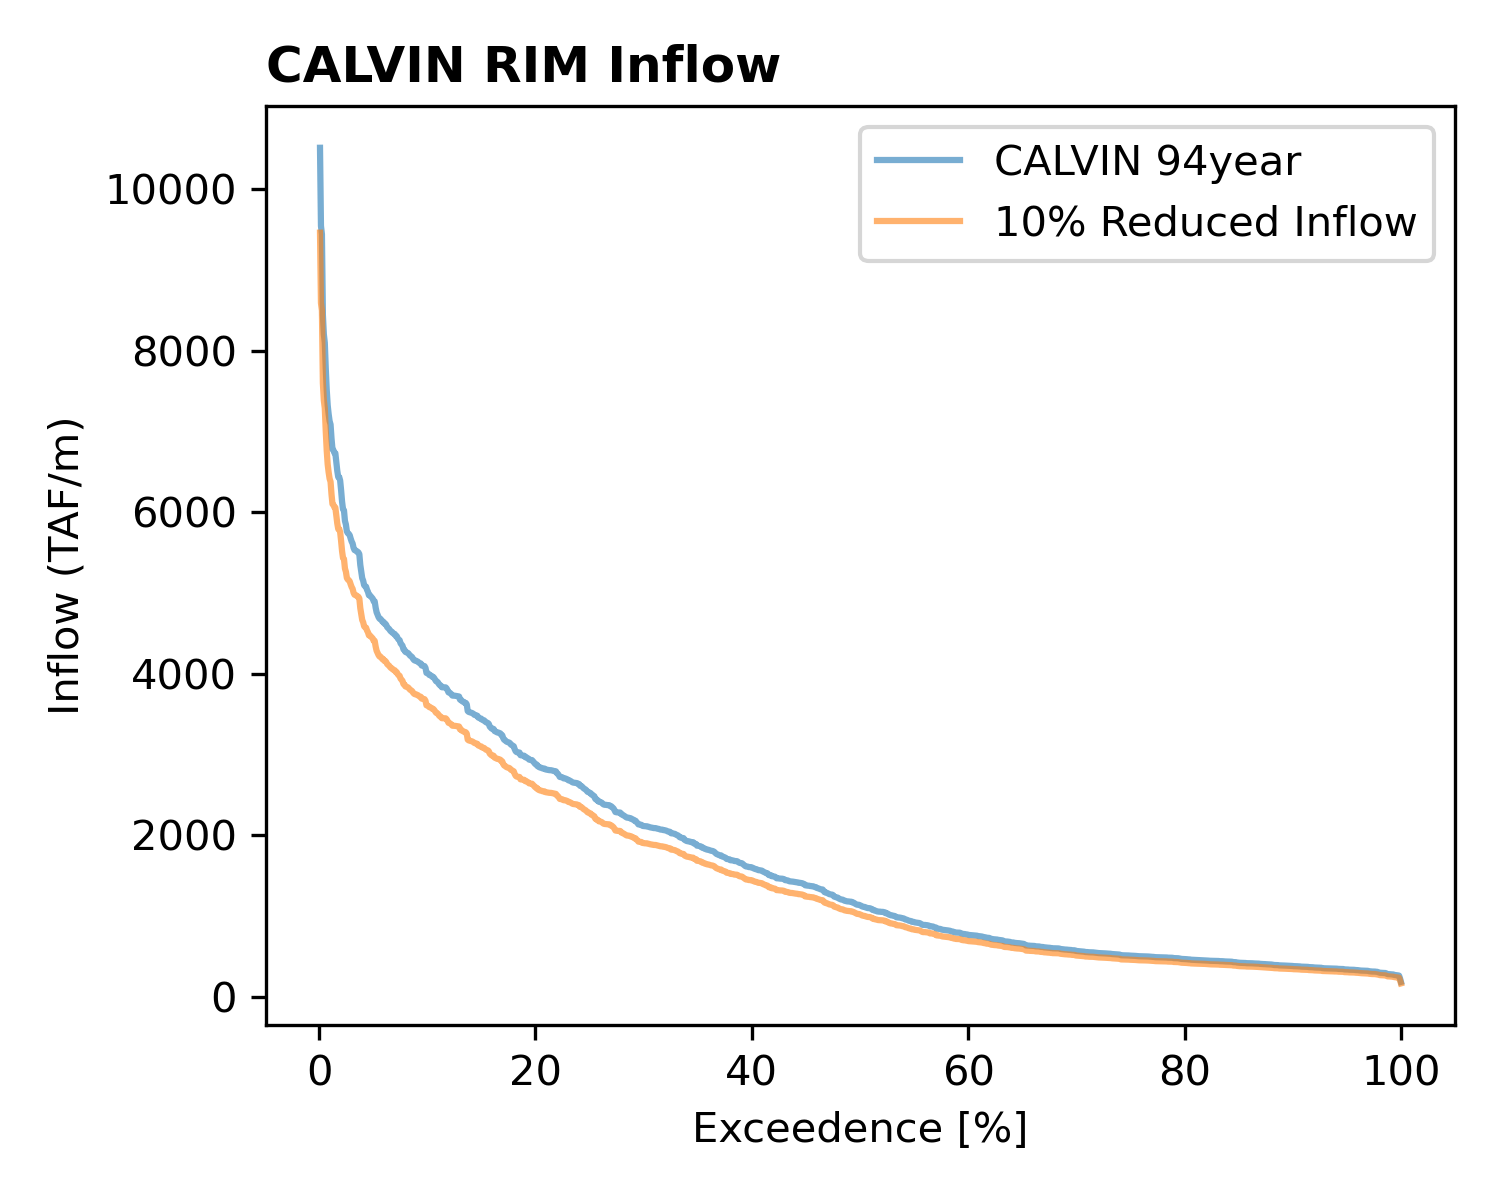 CALVIN RIM Inflow
CALVIN 94year
10% Reduced Inflow
10000
8000
6000
4000
2000
0
Inflow (TAF/m)
0 20 40 60 80 100
Exceedence [%]